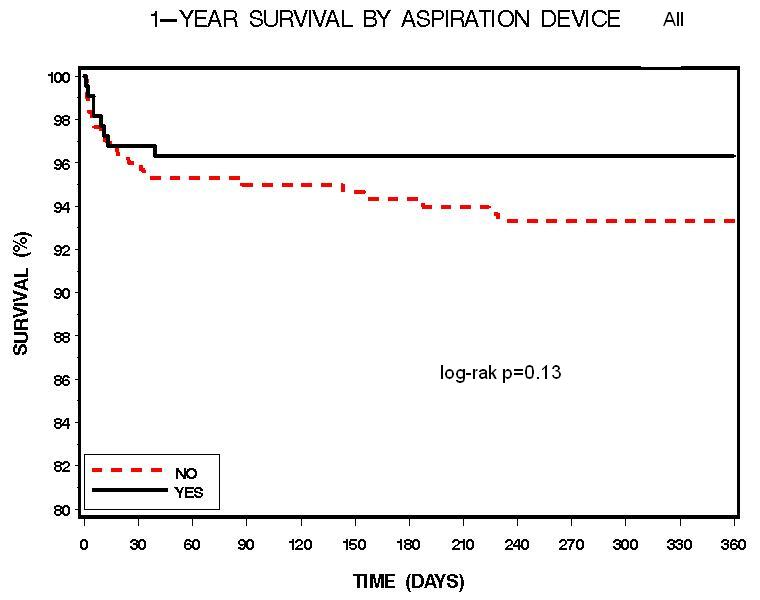 1—YEAR SURVIVAL BY ASPIRATION DEVICE All
100
98
96
94
92
90
88
86
84
82
80
SURVIVAL (%)
log-rak p=0.13
NO
YES
0 30 60 90 120 150 180 210 240 270 300 330 360
TIME (DAYS)